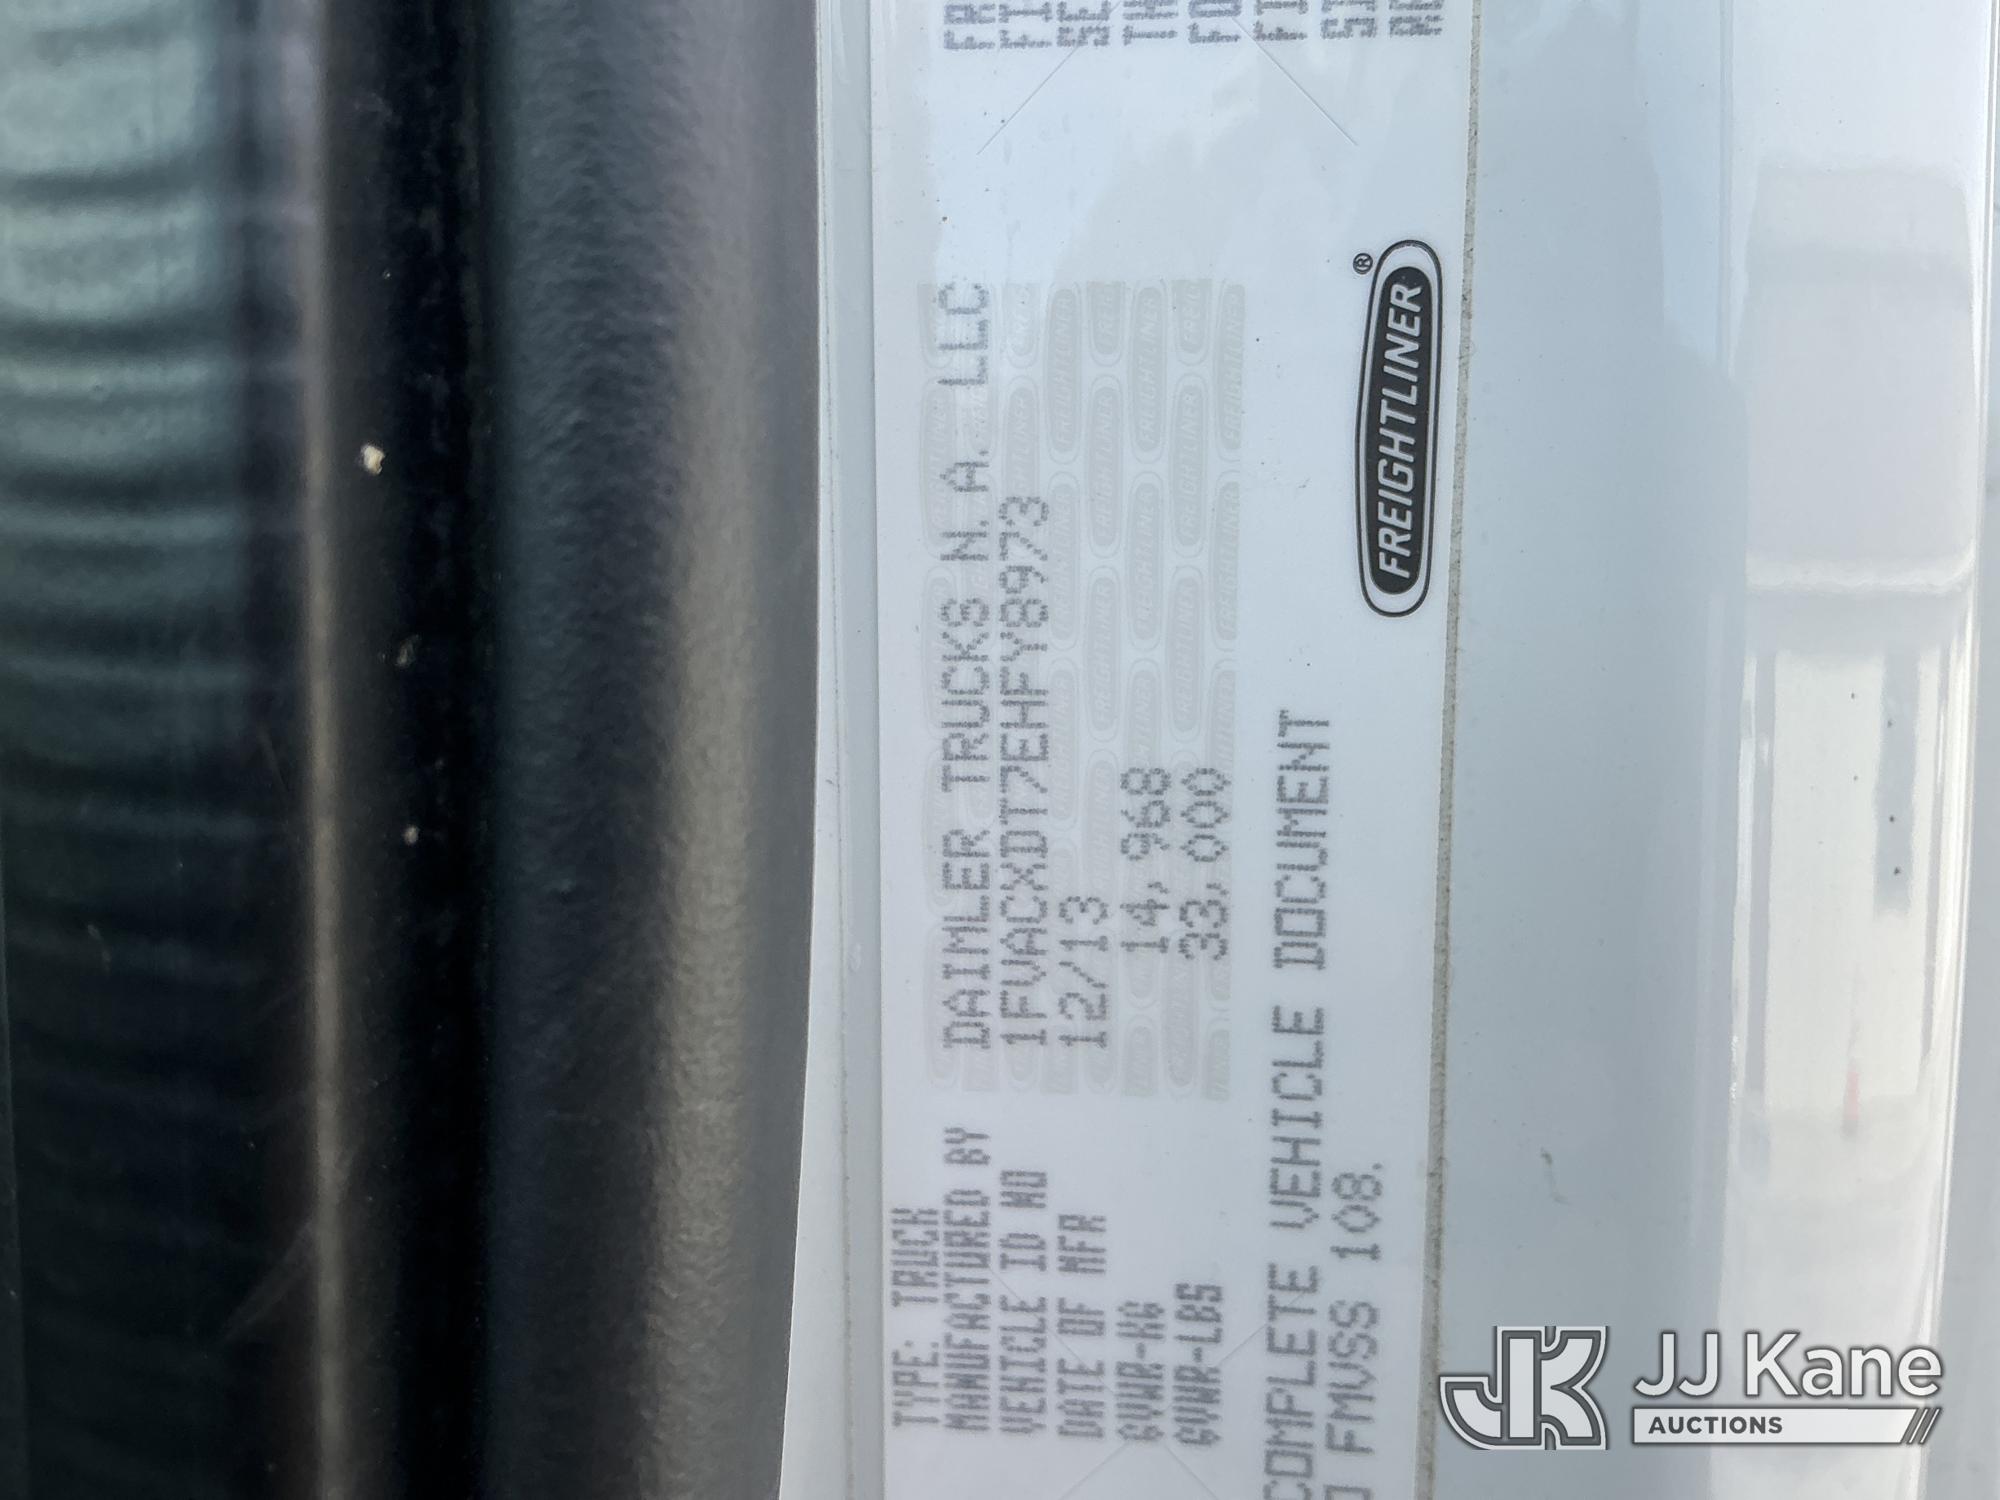 TYPE: TRUCK
MANUFACTURED BY DAIMLER TRUCKS N. A. LLC
VEHICLE ID NO 1FVACXDT7EHFY8973
DATE OF MFR 12/13
GVWR-KG 14,968
GVWR-LBS 33,000
COMPLETE VEHICLE DOCUMENT
FMVSS 108.
FREIGHTLINER®
JJ Kane
AUCTIONS